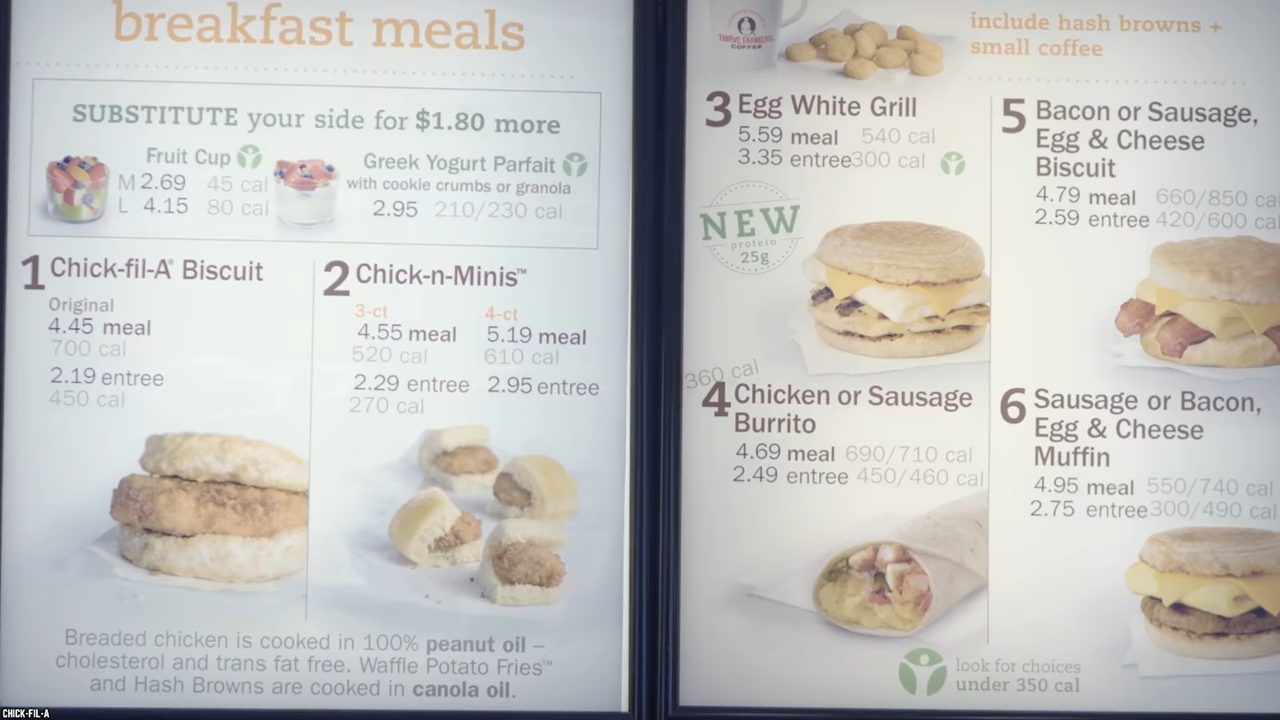 breakfast meals
SUBSTITUTE your side for $1.80 more
Fruit Cup
M 2.69 45 cal
L 4.15 80 cal
Greek Yogurt Parfait
with cookie crumbs or granola
2.95 210/230 cal
1 Chick-fil-A® Biscuit
Original
4.45 meal
700 cal
2.19 entree
450 cal
2 Chick-n-Minis™
3-ct 4-ct
4.55 meal 5.19 meal
520 cal 610 cal
2.29 entree 2.95 entree
270 cal
360 cal
Breaded chicken is cooked in 100% peanut oil –
cholesterol and trans fat free. Waffle Potato Fries™
and Hash Browns are cooked in canola oil.
THRIVE FARMERS
COFFEE
include hash browns +
small coffee
3 Egg White Grill
5.59 meal 540 cal
3.35 entree 300 cal
NEW
protein
25g
4 Chicken or Sausage
Burrito
4.69 meal 690/710 cal
2.49 entree 450/460 cal
5 Bacon or Sausage,
Egg & Cheese
Biscuit
4.79 meal 660/850 cal
2.59 entree 420/600 cal
6 Sausage or Bacon,
Egg & Cheese
Muffin
4.95 meal 550/740 cal
2.75 entree 300/490 cal
look for choices
under 350 cal
CHICK-FIL-A